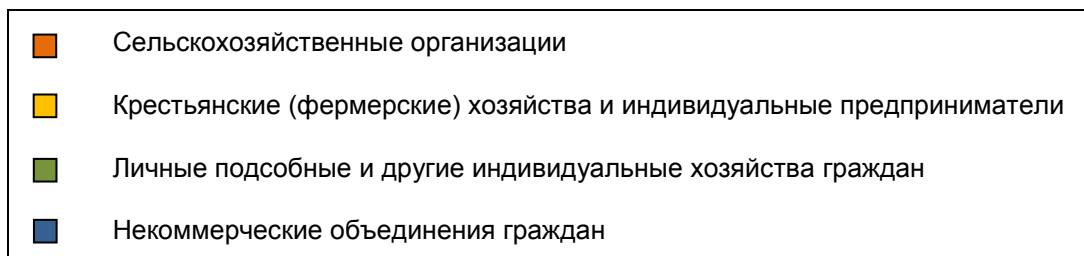 Сельскохозяйственные организации
Крестьянские (фермерские) хозяйства и индивидуальные предприниматели
Личные подсобные и другие индивидуальные хозяйства граждан
Некоммерческие объединения граждан